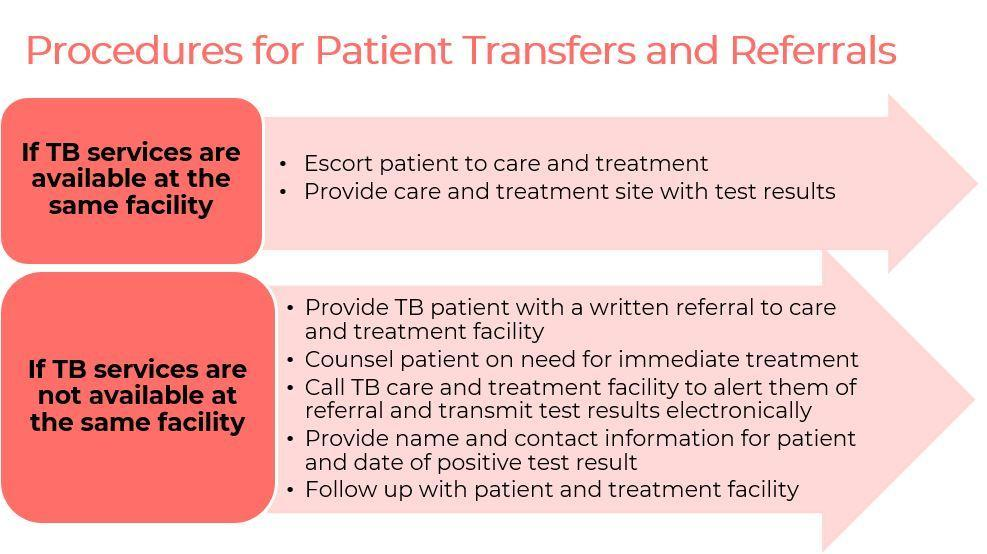 Procedures for Patient Transfers and Referrals
If TB services are
available at the
same facility
• Escort patient to care and treatment
• Provide care and treatment site with test results
If TB services are
not available at
the same facility
• Provide TB patient with a written referral to care
and treatment facility
• Counsel patient on need for immediate treatment
• Call TB care and treatment facility to alert them of
referral and transmit test results electronically
• Provide name and contact information for patient
and date of positive test result
• Follow up with patient and treatment facility